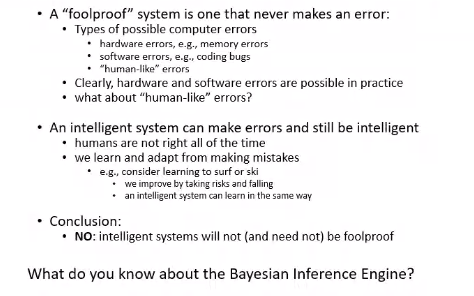 • A “foolproof” system is one that never makes an error:
• Types of possible computer errors
• hardware errors, e.g., memory errors
• software errors, e.g., coding bugs
• “human-like” errors
• Clearly, hardware and software errors are possible in practice
• what about “human-like” errors?
• An intelligent system can make errors and still be intelligent
• humans are not right all of the time
• we learn and adapt from making mistakes
• e.g., consider learning to surf or ski
• we improve by taking risks and falling
• an intelligent system can learn in the same way
• Conclusion:
• NO: intelligent systems will not (and need not) be foolproof
What do you know about the Bayesian Inference Engine?